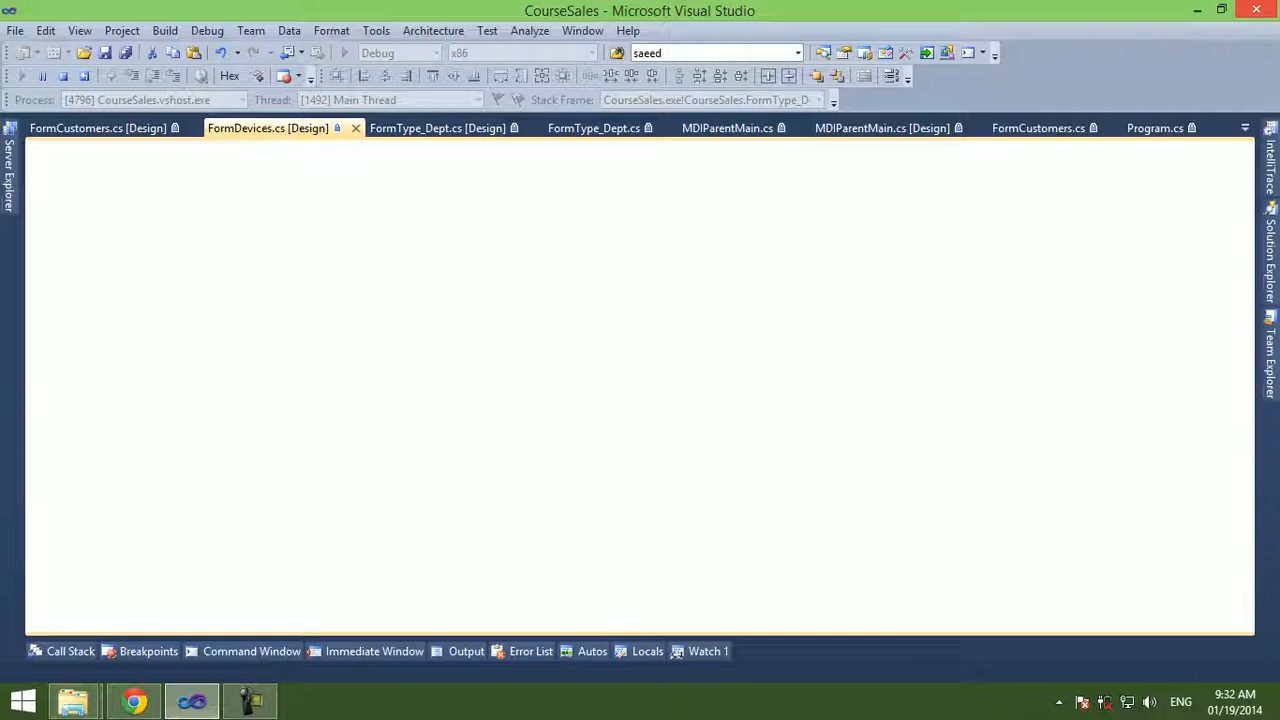 CourseSales - Microsoft Visual Studio
File Edit View Project Build Debug Team Data Format Tools Architecture Test Analyze Window Help
Debug x86 saeed
Hex
Process: [4796] CourseSales.vshost.exe Thread: [1492] Main Thread Stack Frame: CourseSales.exe!CourseSales.FormType_D
FormCustomers.cs [Design] FormDevices.cs [Design] FormType_Dept.cs [Design] FormType_Dept.cs MDIParentMain.cs MDIParentMain.cs [Design] FormCustomers.cs Program.cs
Server Explorer
IntelliTrace
Solution Explorer
Team Explorer
Call Stack Breakpoints Command Window Immediate Window Output Error List Autos Locals Watch 1
ENG
9:32 AM
01/19/2014